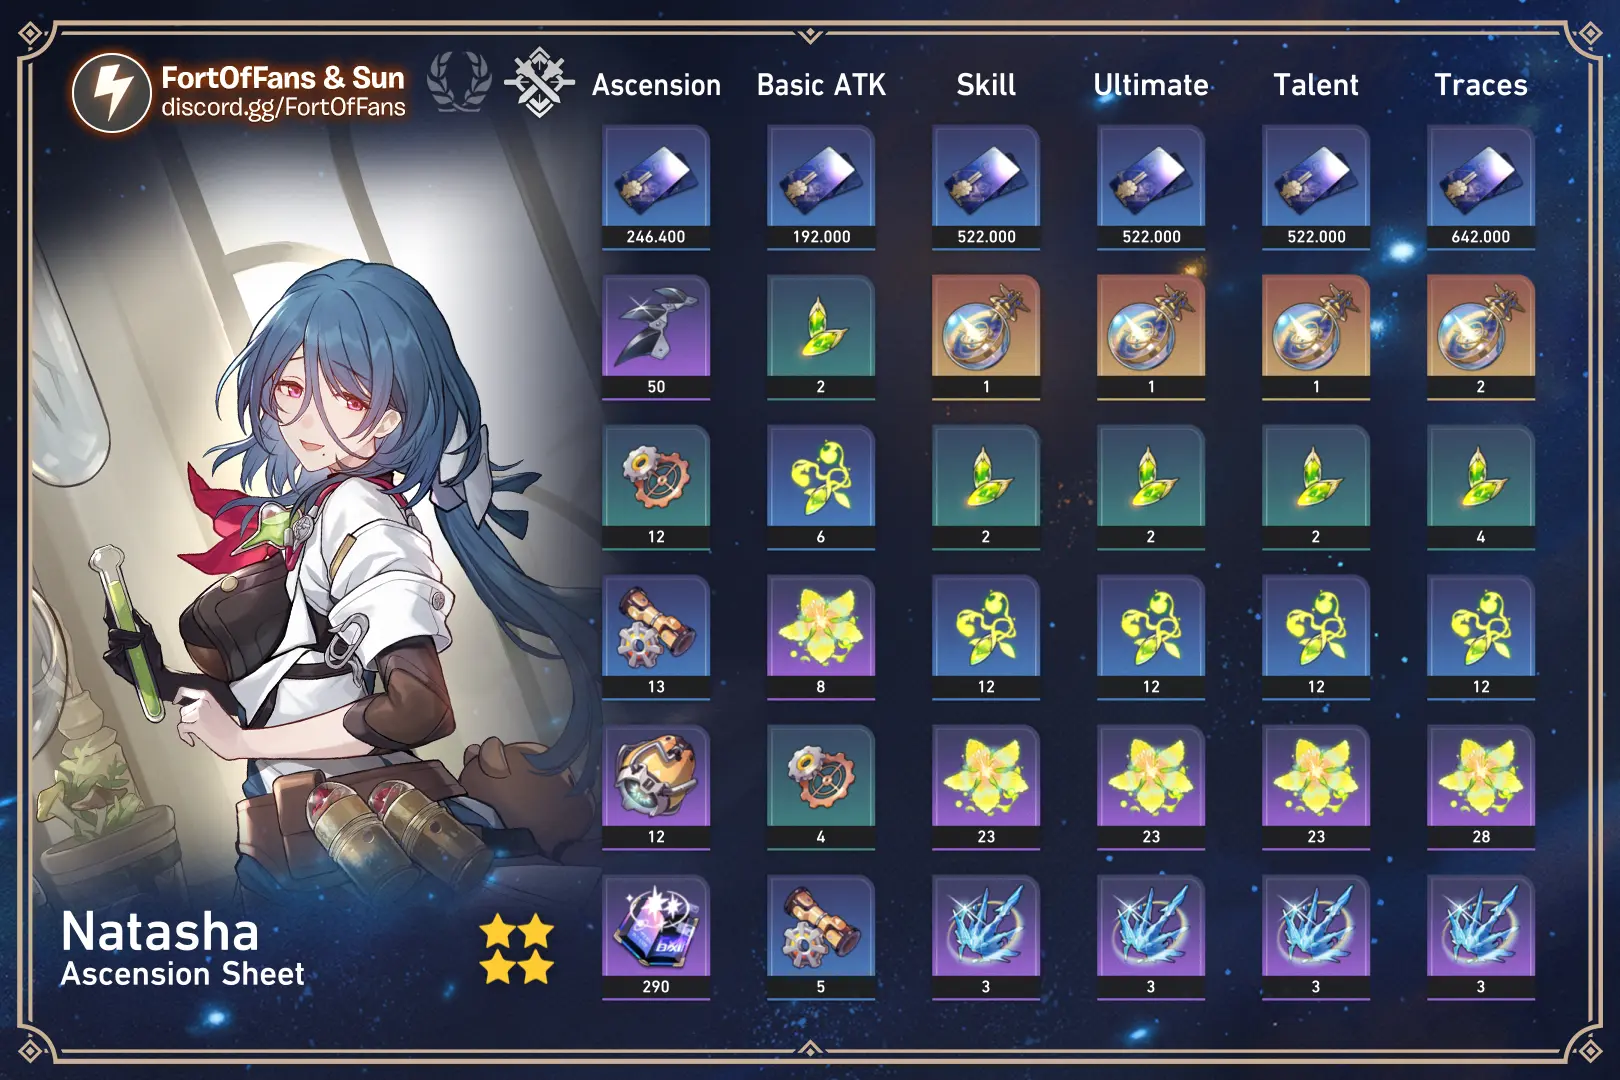 FortOfFans & Sun
discord.gg/FortOfFans
Ascension Basic ATK Skill Ultimate Talent Traces
246.400 192.000 522.000 522.000 522.000 642.000
50 2 1 1 1 2
12 6 2 2 2 4
13 8 12 12 12 12
12 4 23 23 23 28
290 5 3 3 3 3
Natasha
Ascension Sheet